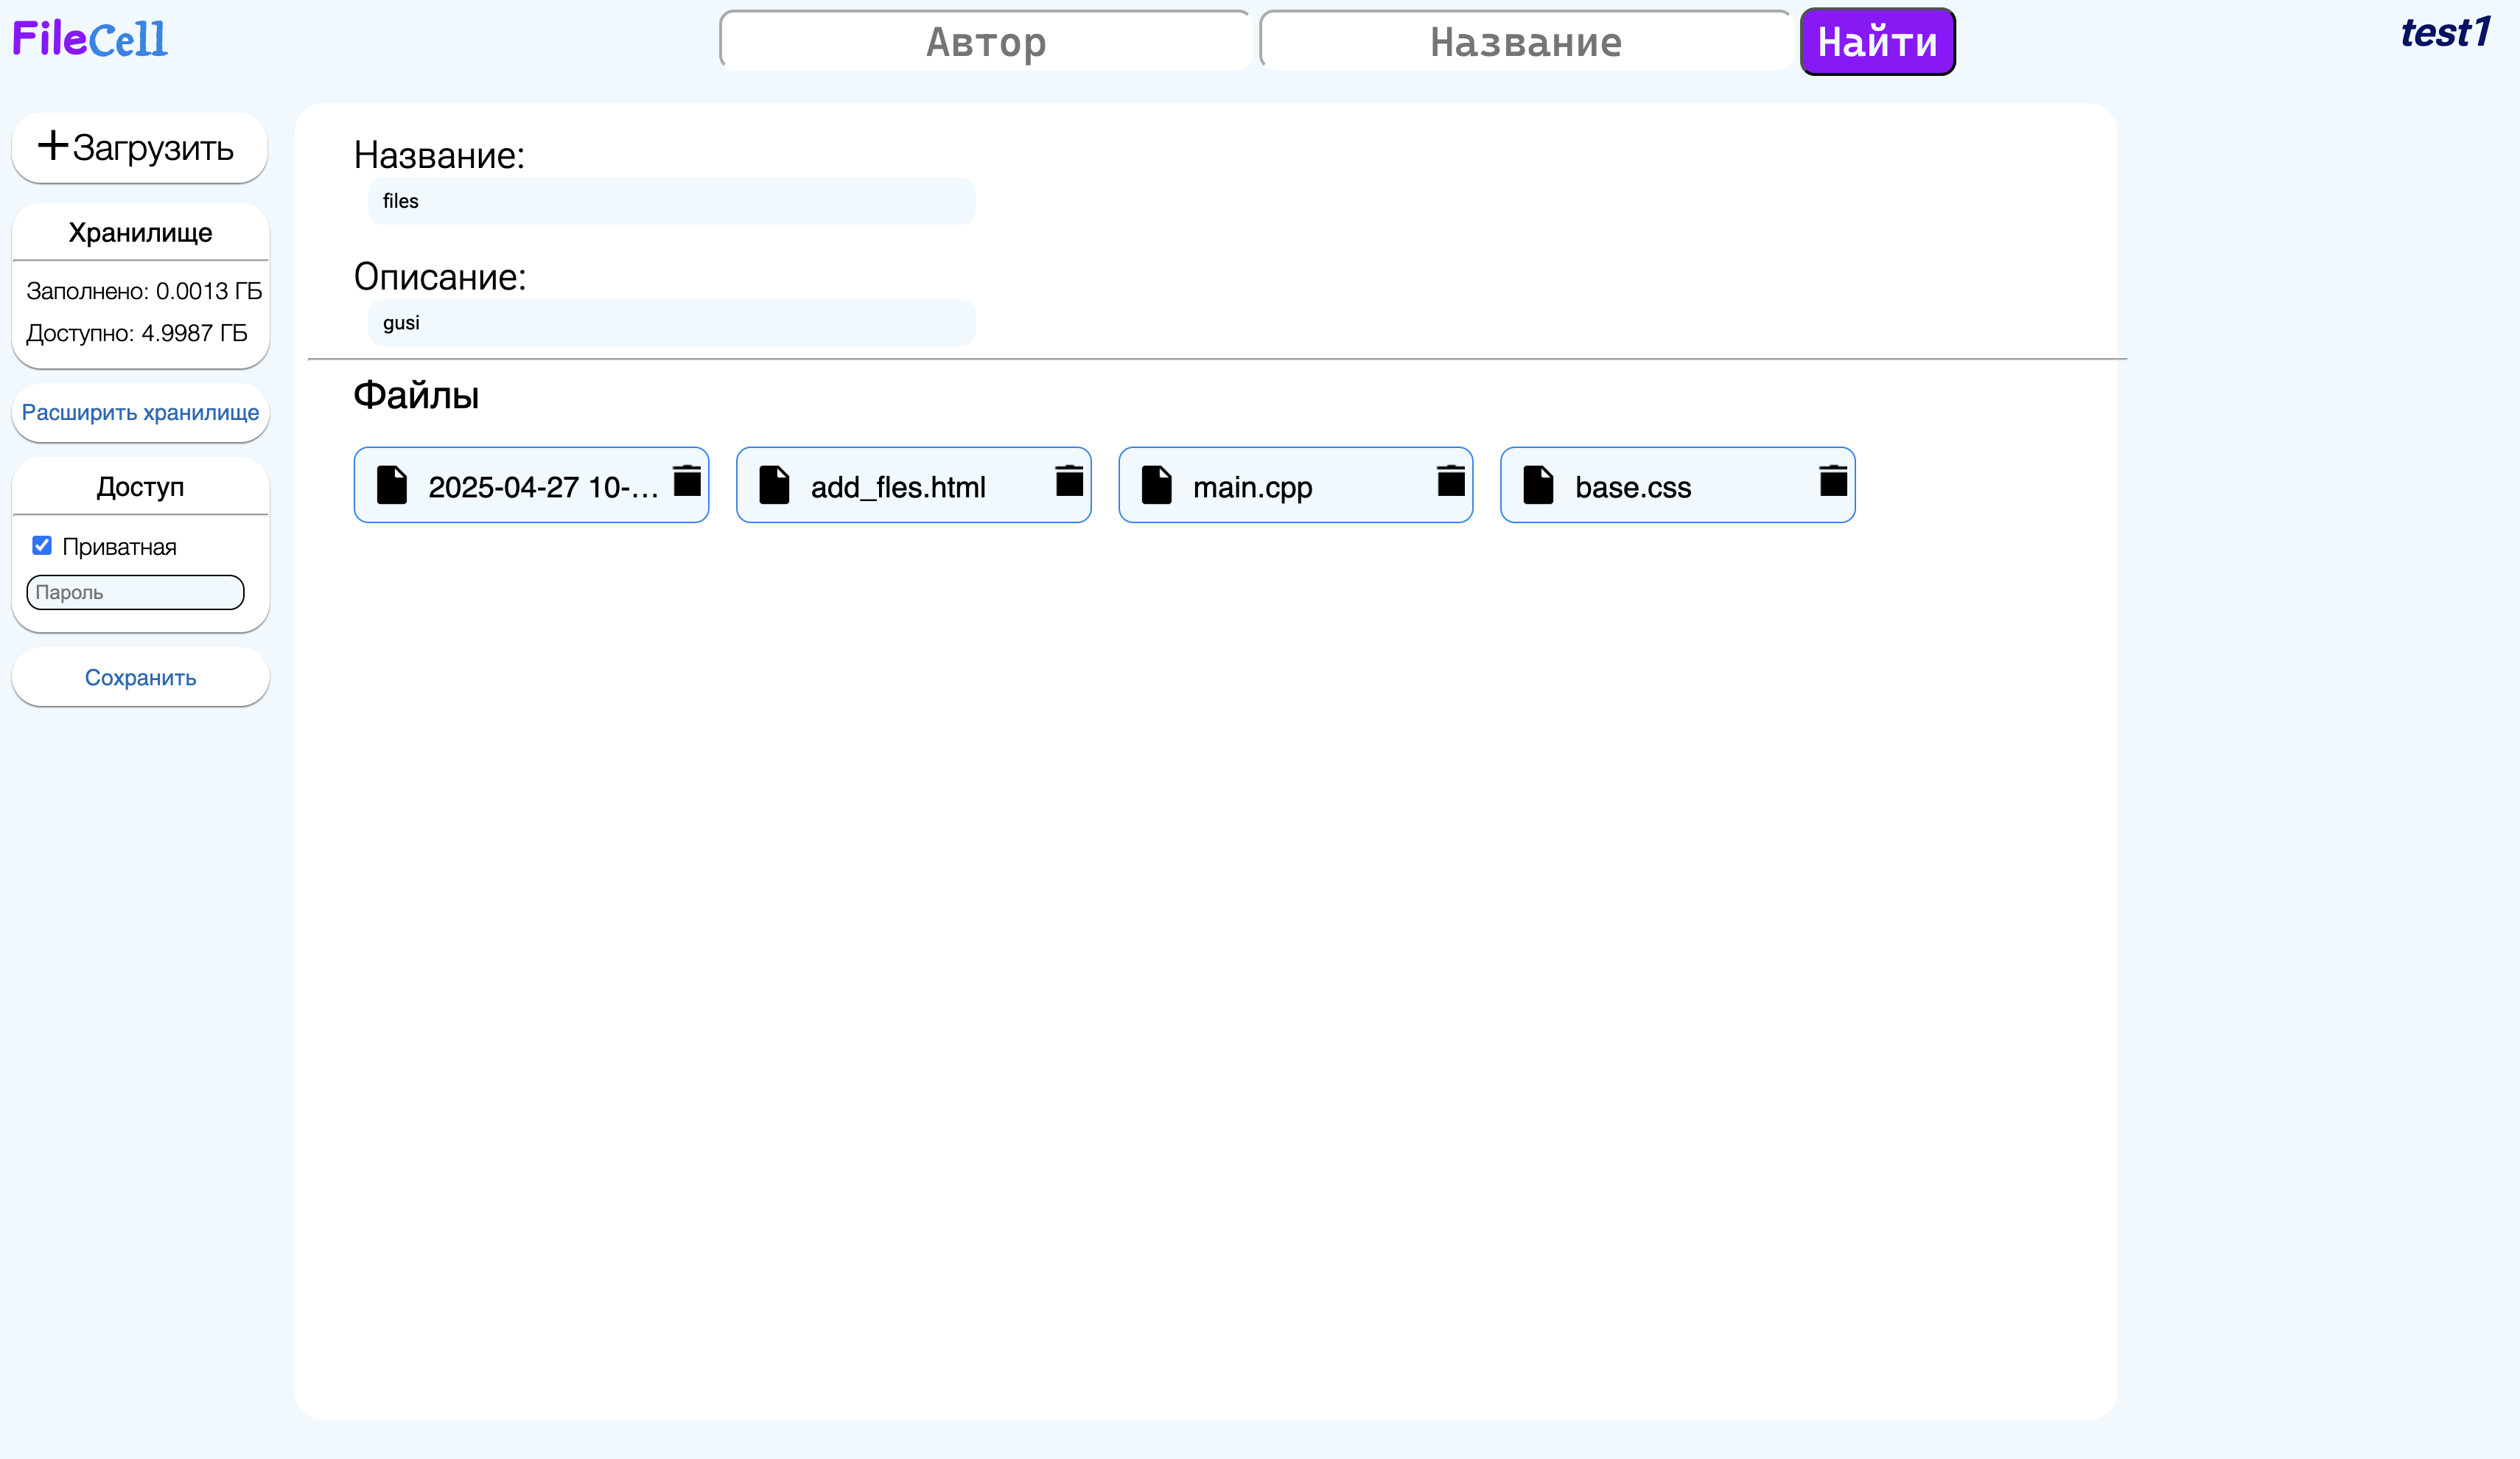 FileCell
Автор
Название
Найти
test1
Загрузить
Хранилище
Заполнено: 0.0013 ГБ
Доступно: 4.9987 ГБ
Расширить хранилище
Доступ
Приватная
Пароль
Сохранить
Название:
files
Описание:
gusi
Файлы
2025-04-27 10-...
add_fles.html
main.cpp
base.css